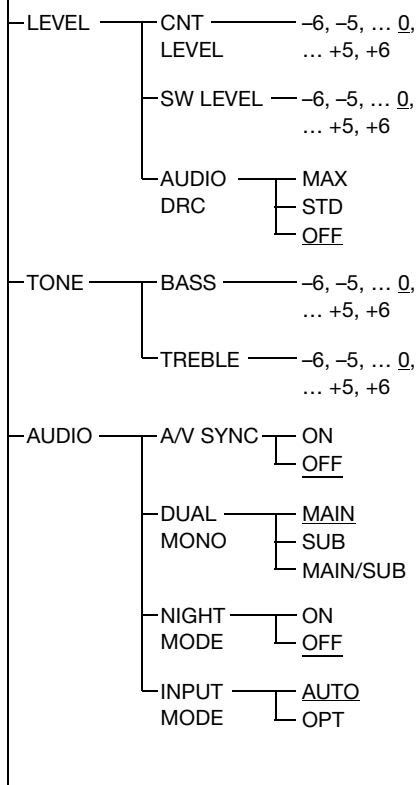 LEVEL CNT LEVEL –6, –5, … 0, … +5, +6
SW LEVEL –6, –5, … 0, … +5, +6
AUDIO DRC MAX
STD
OFF
TONE BASS –6, –5, … 0, … +5, +6
TREBLE –6, –5, … 0, … +5, +6
AUDIO A/V SYNC ON
OFF
DUAL MONO MAIN
SUB
MAIN/SUB
NIGHT MODE ON
OFF
INPUT MODE AUTO
OPT